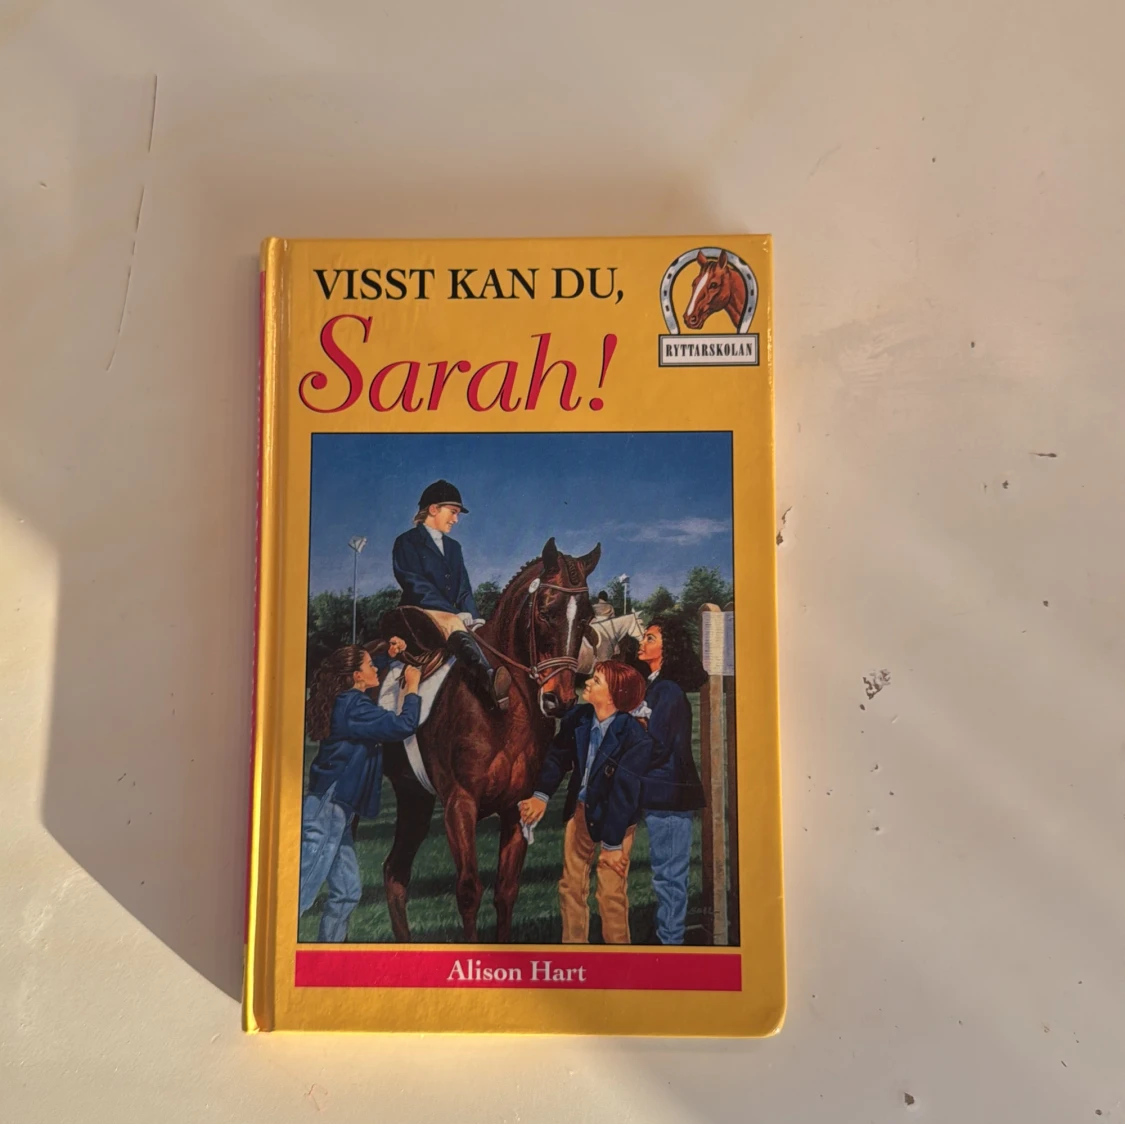 VISST KAN DU,
Sarah!
RYTTARSKOLAN
Alison Hart